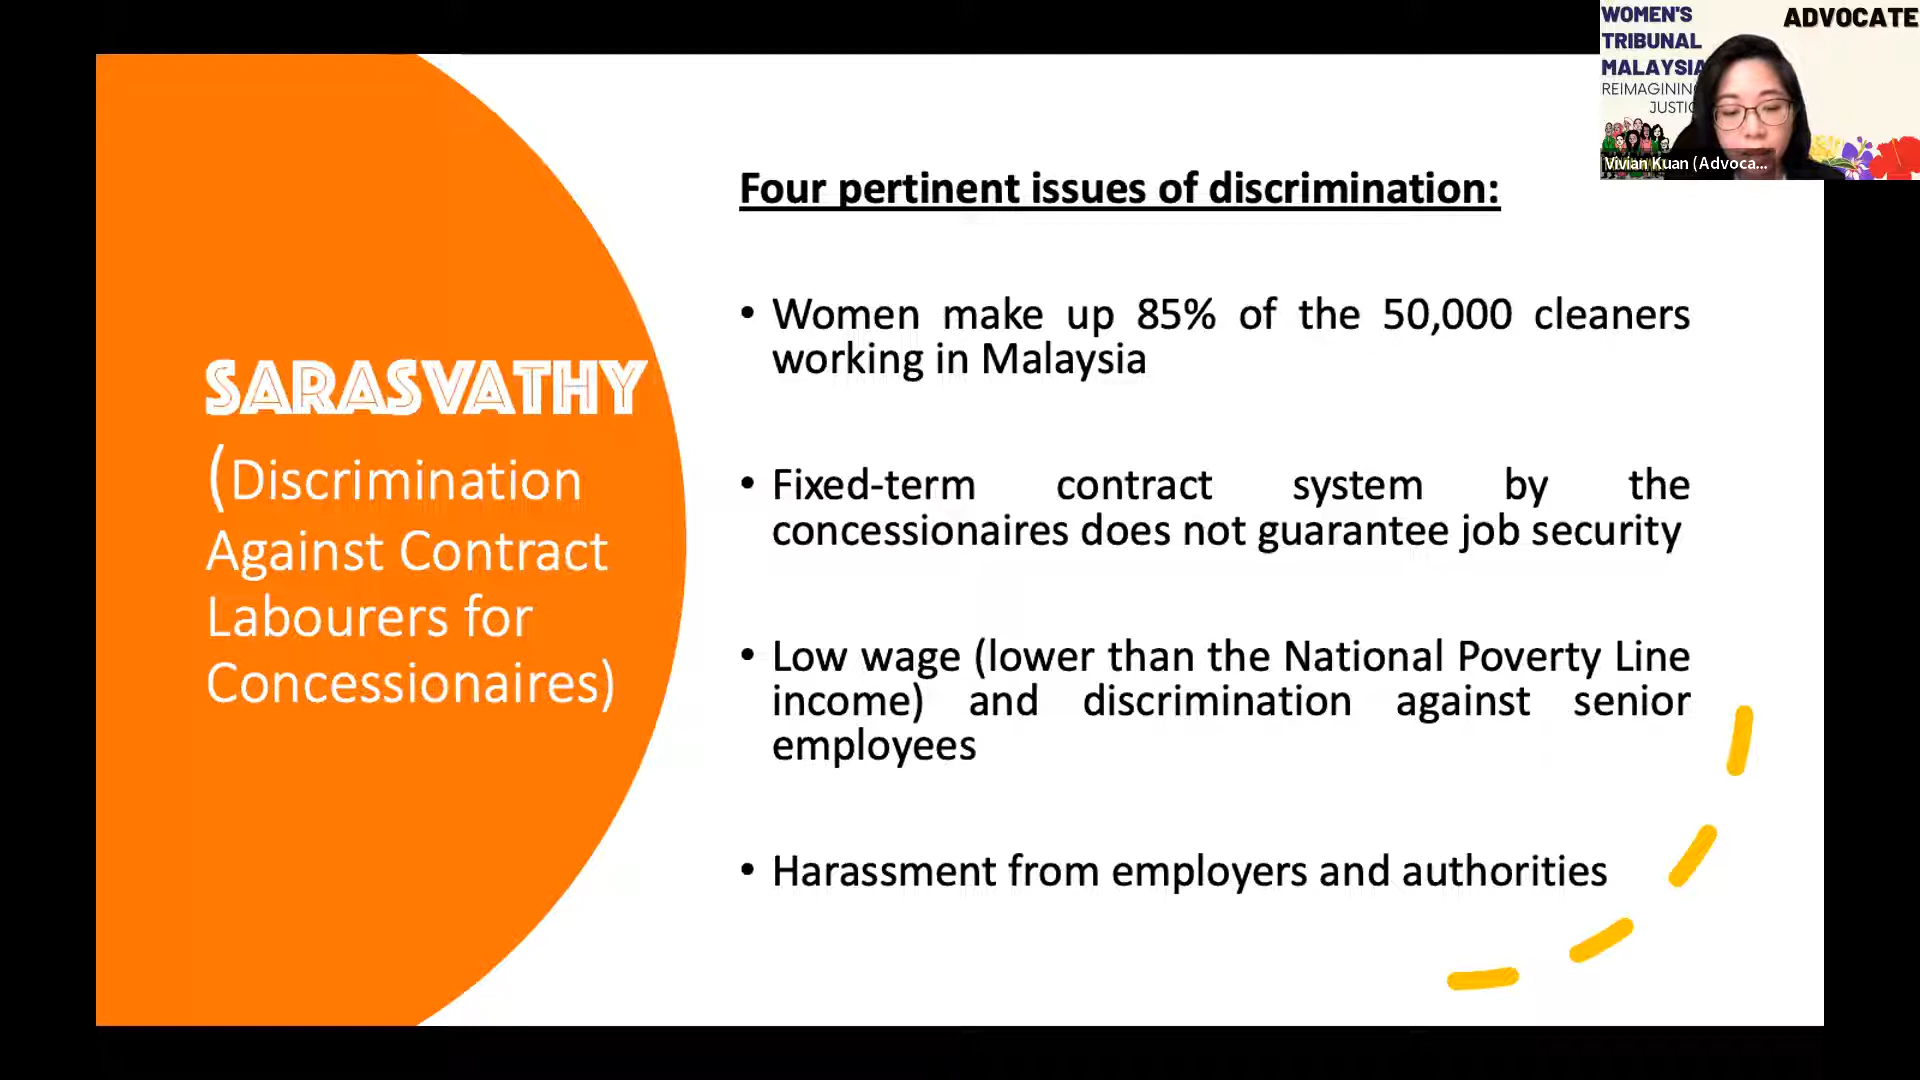 WOMEN'S
TRIBUNAL
MALAYSIA
REIMAGINING
JUSTIC
ADVOCATE
Vivian Kuan (Advoca...
SARASVATHY
(Discrimination
Against Contract
Labourers for
Concessionaires)
Four pertinent issues of discrimination:
• Women make up 85% of the 50,000 cleaners
working in Malaysia
• Fixed-term contract system by the
concessionaires does not guarantee job security
• Low wage (lower than the National Poverty Line
income) and discrimination against senior
employees
• Harassment from employers and authorities